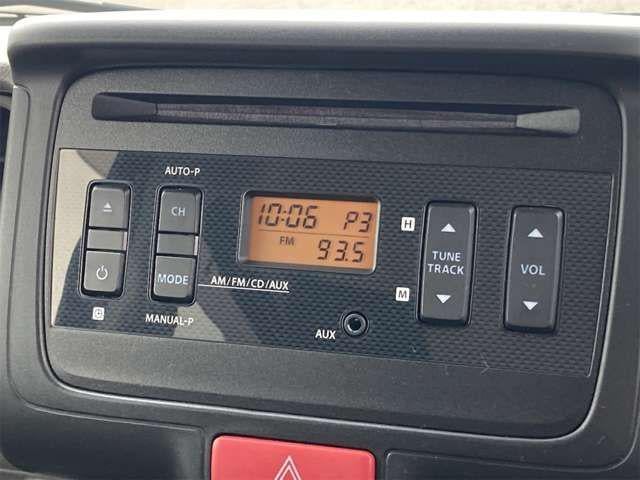 AUTO-P
CH
10:06 P3
FM 93.5
H
TUNE
TRACK
VOL
MODE
AM/FM/CD/AUX
M
MANUAL-P
AUX